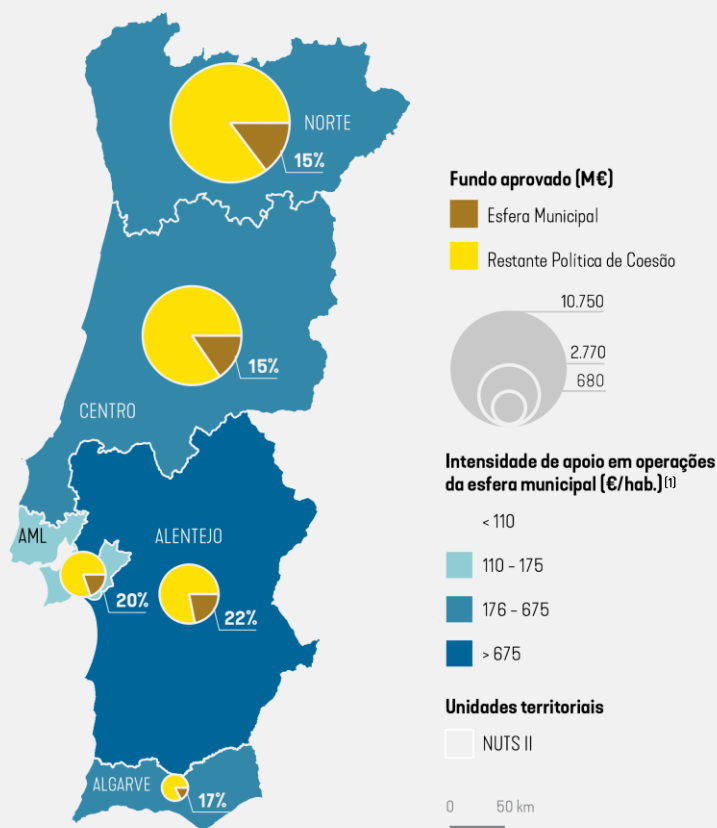 NORTE
15%
15%
CENTRO
AML
ALENTEJO
20%
22%
ALGARVE
17%
Fundo aprovado (M€)
Esfera Municipal
Restante Política de Coesão
10.750
2.770
680
Intensidade de apoio em operações
da esfera municipal (€/hab.)[1]
< 110
110 - 175
176 - 675
> 675
Unidades territoriais
NUTS II
0 50 km